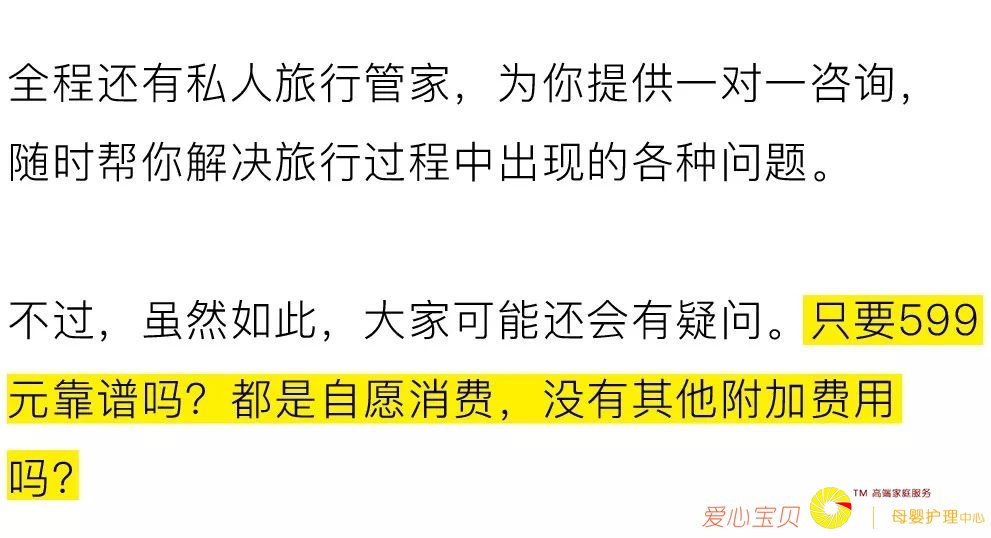 全程还有私人旅行管家，为你提供一对一咨询，
随时帮你解决旅行过程中出现的各种问题。
不过，虽然如此，大家可能还会有疑问。只要599
元靠谱吗？都是自愿消费，没有其他附加费用
吗？
爱心宝贝 TM 高端家庭服务
母婴护理中心